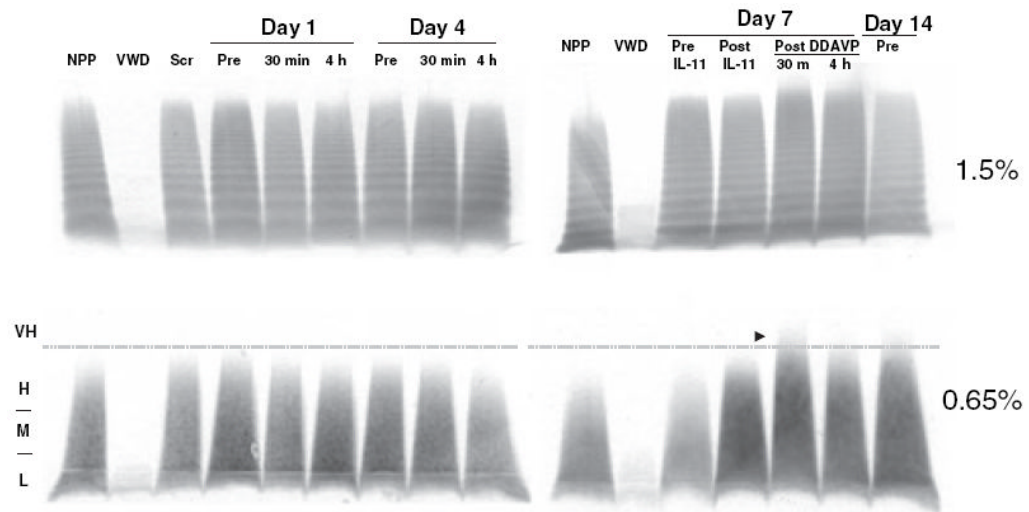 Day 1 Day 4 Day 7 Day 14
NPP VWD Scr Pre 30 min 4 h Pre 30 min 4 h NPP VWD Pre IL-11 Post IL-11 Post DDAVP 30 m 4 h Pre
1.5%
VH
H
M
L
0.65%